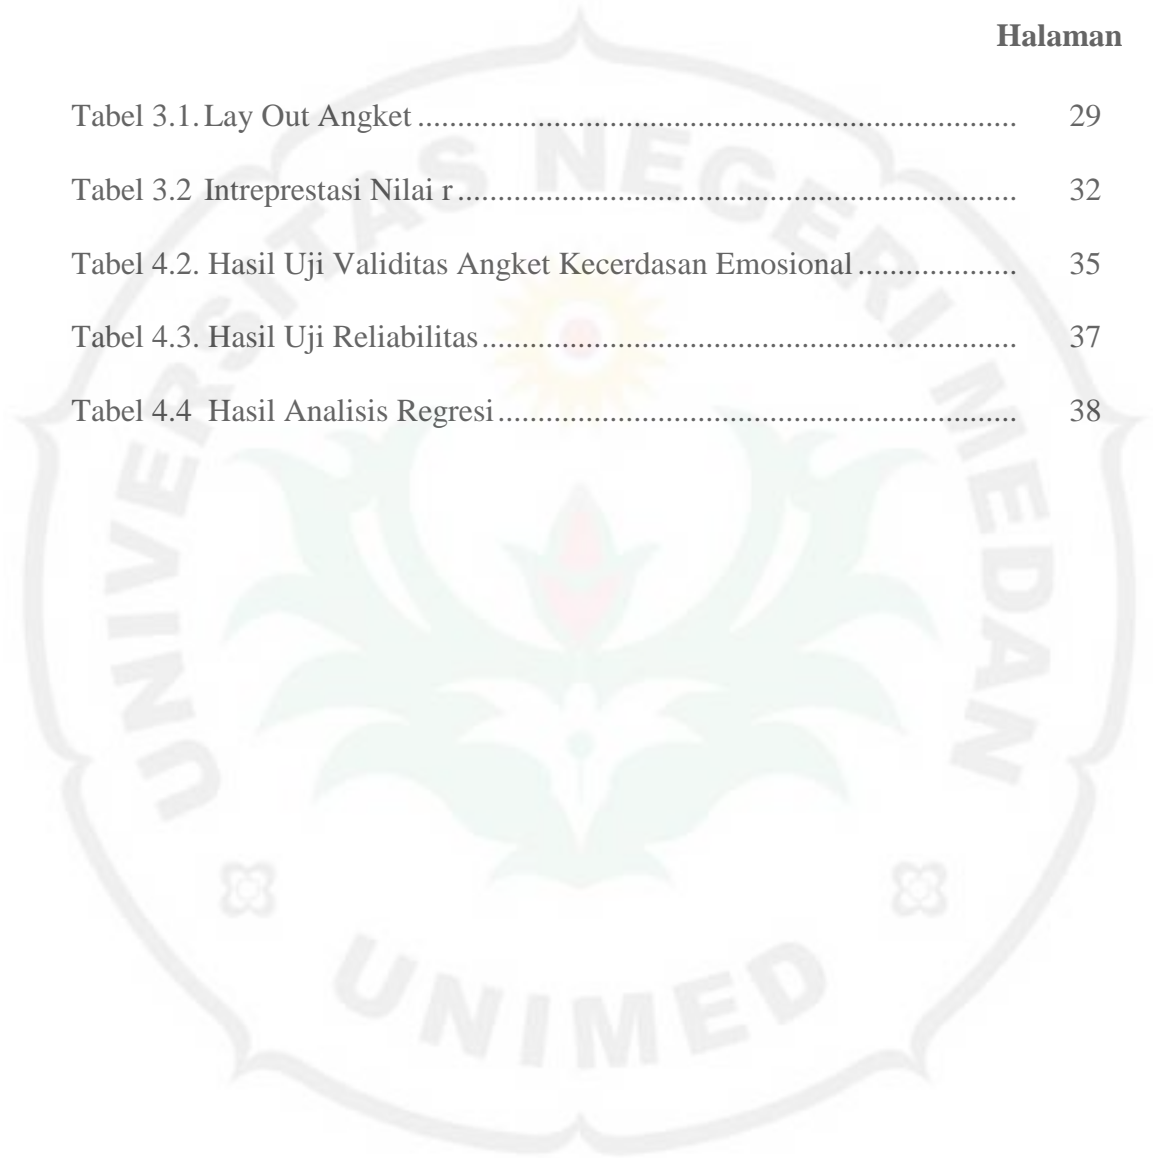 Halaman
Tabel 3.1. Lay Out Angket ........................................................................... 29
Tabel 3.2 Intreprestasi Nilai r ...................................................................... 32
Tabel 4.2. Hasil Uji Validitas Angket Kecerdasan Emosional .................... 35
Tabel 4.3. Hasil Uji Reliabilitas ................................................................... 37
Tabel 4.4 Hasil Analisis Regresi ................................................................. 38
UNIVERSITAS NEGERI MEDAN
UNIMED